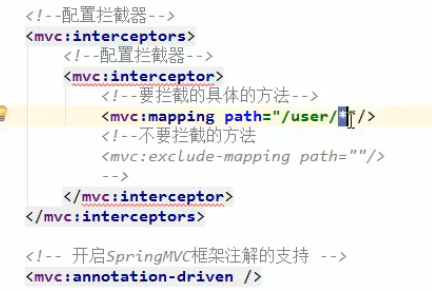 <!--配置拦截器-->
<mvc:interceptors>
<!--配置拦截器-->
<mvc:interceptor>
<!--要拦截的具体的方法-->
<mvc:mapping path="/user/*"/>
<!--不要拦截的方法
<mvc:exclude-mapping path=""/>
-->
</mvc:interceptor>
</mvc:interceptors>
<!-- 开启SpringMVC框架注解的支持 -->
<mvc:annotation-driven />